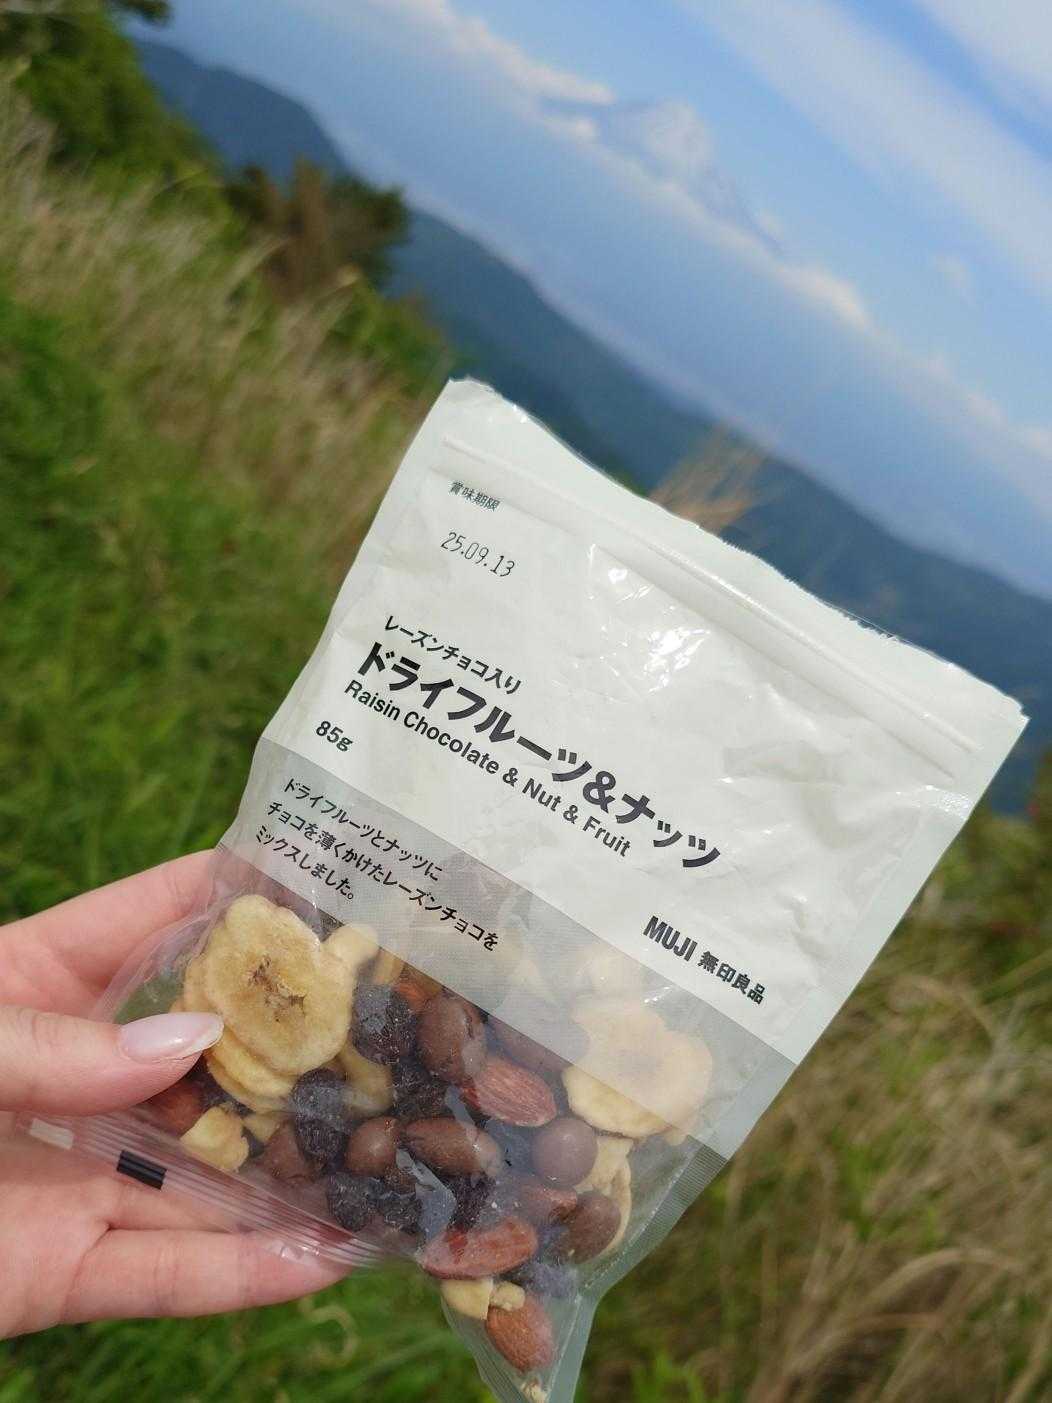 賞味期限
25.09.13
レーズンチョコ入り
ドライフルーツ&ナッツ
Raisin Chocolate & Nut & Fruit
85g
ドライフルーツとナッツに
チョコを薄くかけたレーズンチョコを
ミックスしました。
MUJI 無印良品